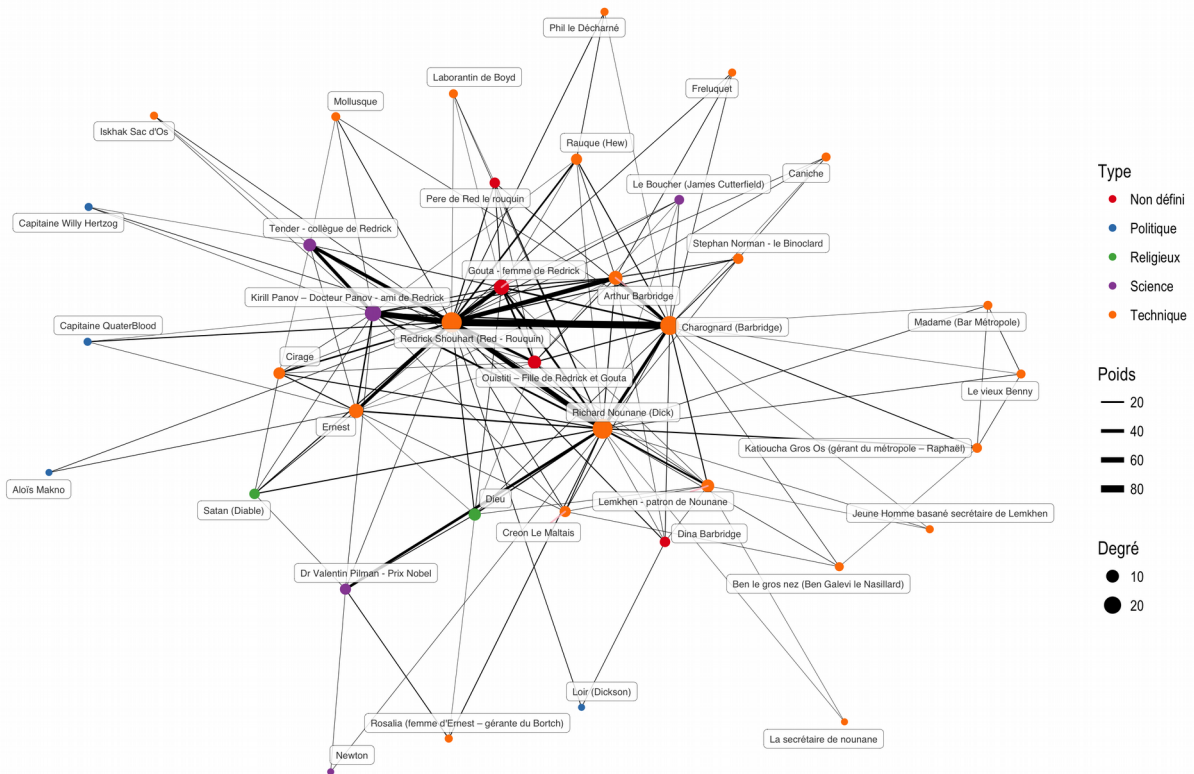 Phil le Décharné
Laborantin de Boyd
Freluquet
Mollusque
Iskhak Sac d'Os
Rauque (Hew)
Caniche
Le Boucher (James Cutterfield)
Pere de Red le rouquin
Capitaine Willy Hertzog
Tender - collègue de Redrick
Stephan Norman - le Binoclard
Gouta - femme de Redrick
Arthur Barbridge
Kirill Panov – Docteur Panov - ami de Redrick
Capitaine QuaterBlood
Redrick Shouhart (Red - Rouquin)
Charognard (Barbridge)
Madame (Bar Métropole)
Cirage
Ouistiti – Fille de Redrick et Gouta
Le vieux Benny
Richard Nounane (Dick)
Ernest
Katioucha Gros Os (gérant du métropole – Raphaël)
Aloïs Makno
Satan (Diable)
Dieu
Lemkhen - patron de Nounane
Jeune Homme basané secrétaire de Lemkhen
Creon Le Maltais
Dina Barbridge
Dr Valentin Pilman - Prix Nobel
Ben le gros nez (Ben Galevi le Nasillard)
Loir (Dickson)
Rosalia (femme d'Ernest – gérante du Bortch)
La secrétaire de nounane
Newton
Type
Non défini
Politique
Religieux
Science
Technique
Poids
20
40
60
80
Degré
10
20